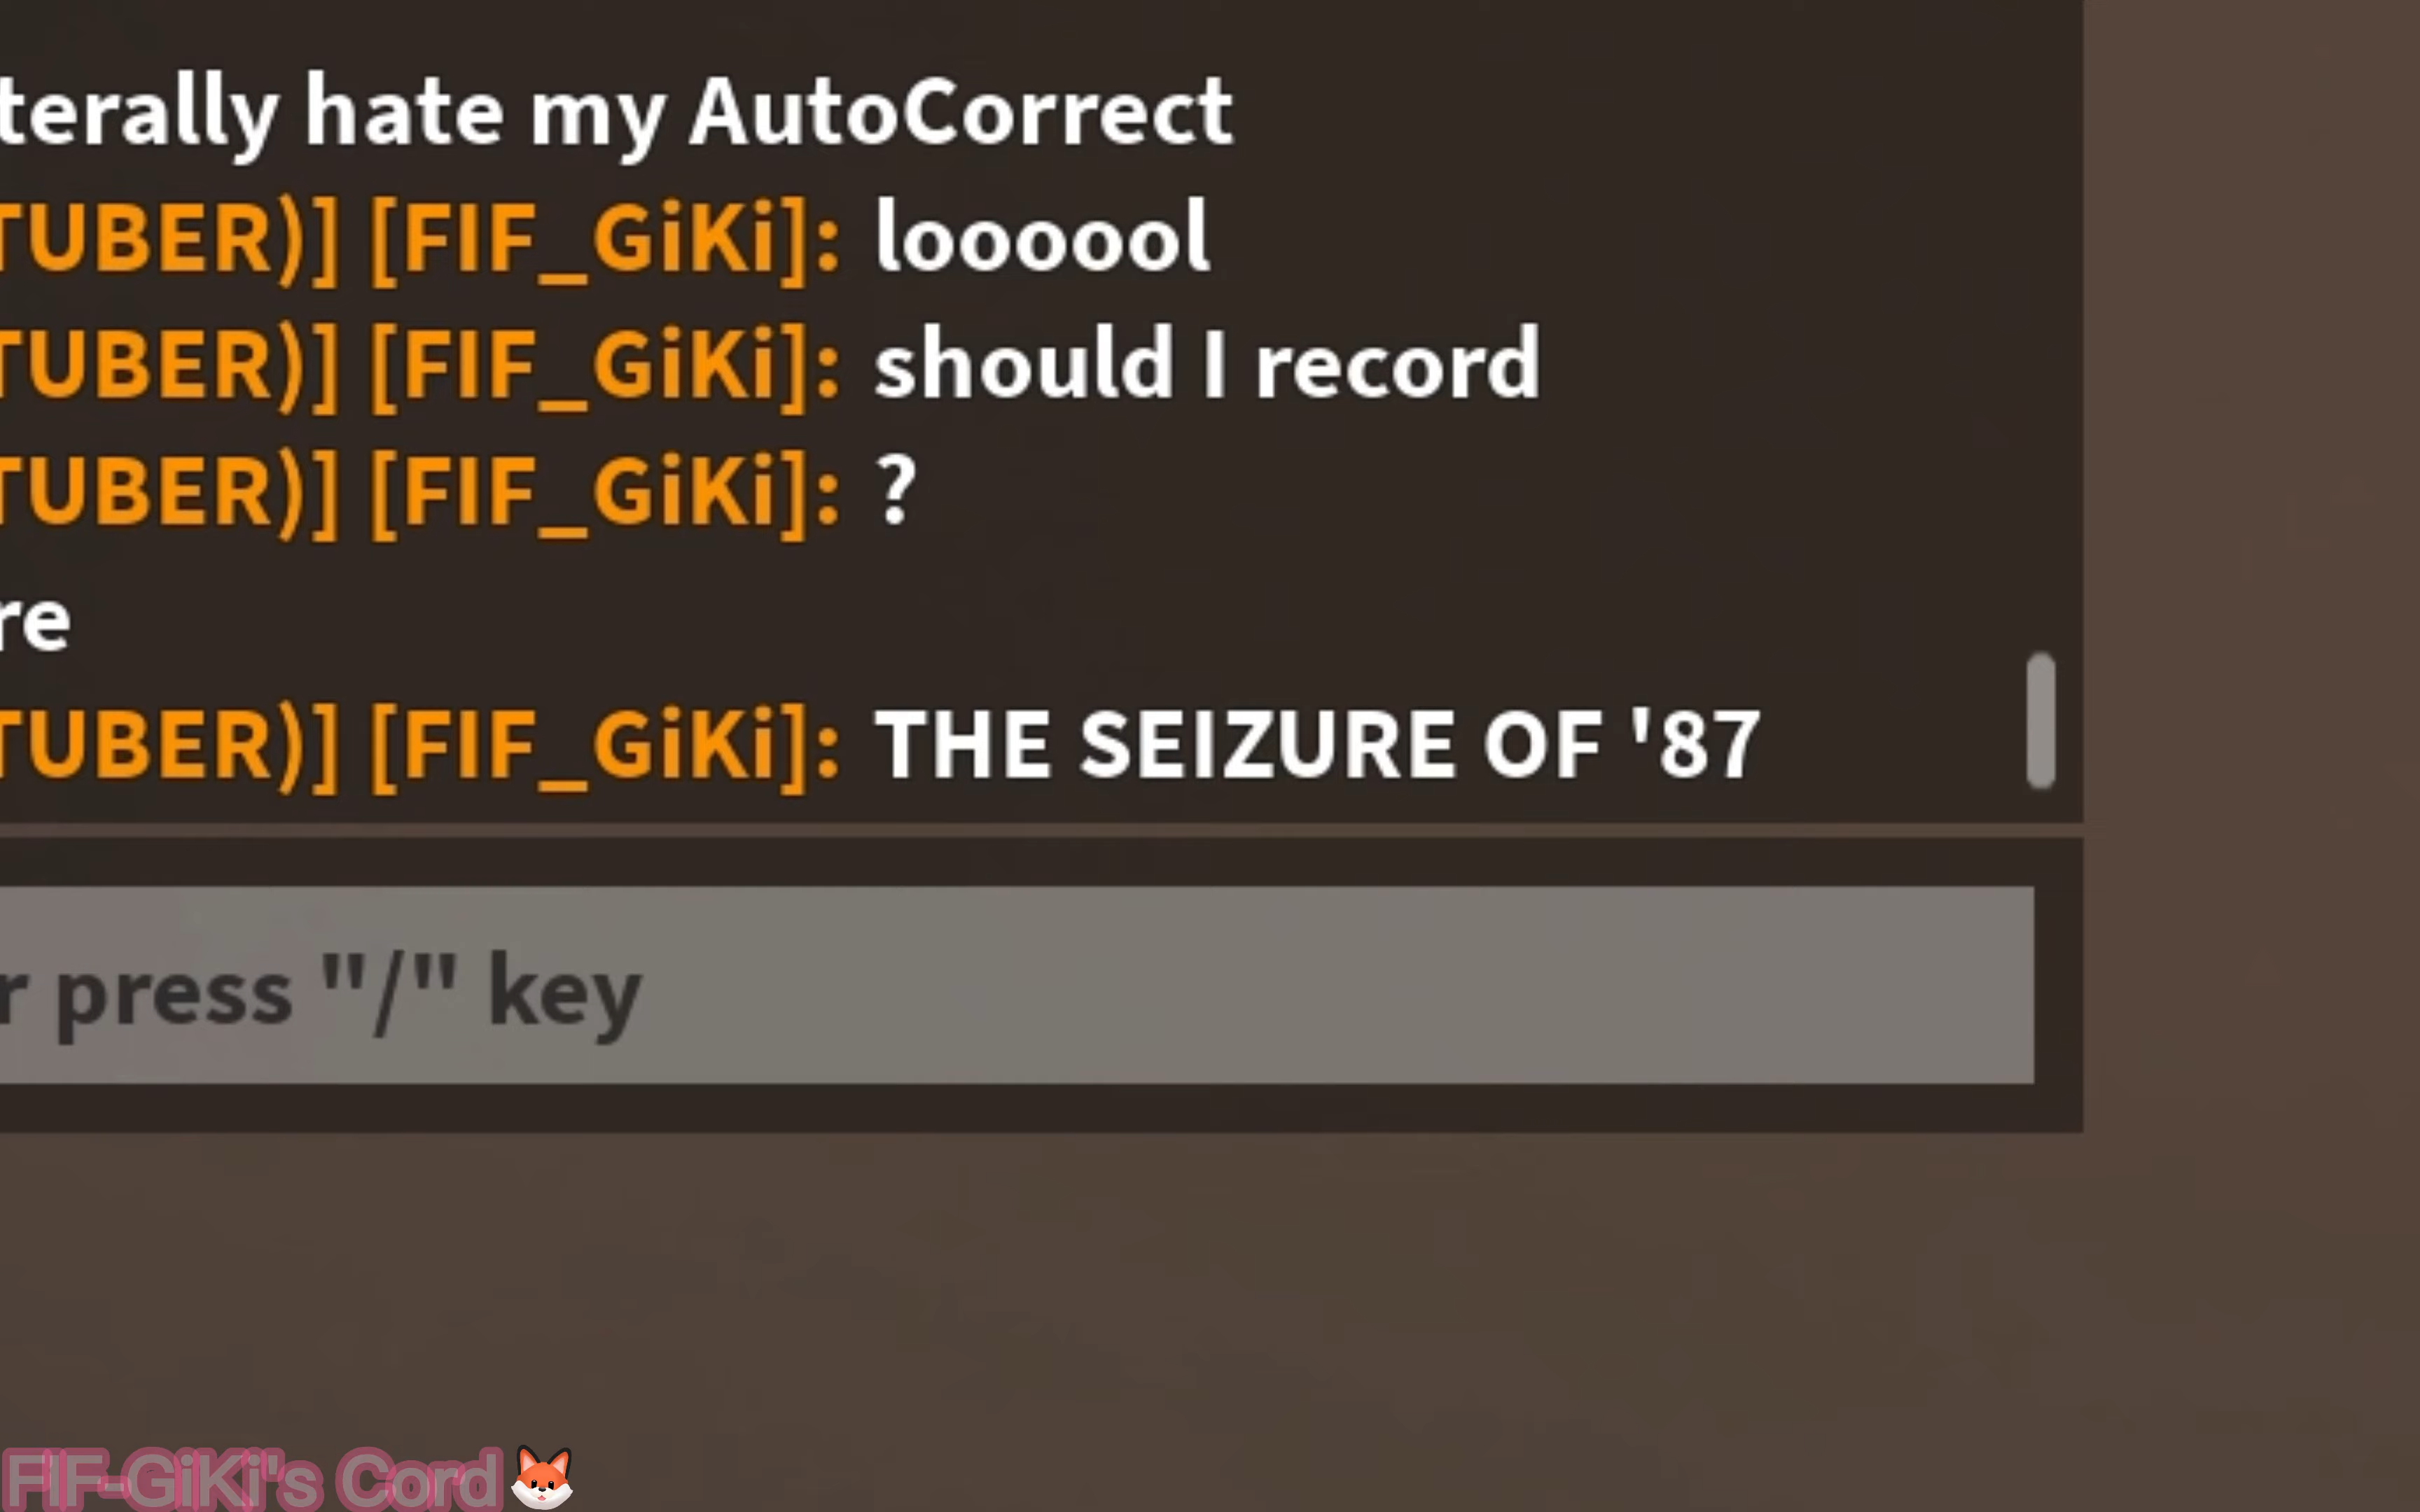 terally hate my AutoCorrect
TUBER)] [FIF_GiKi]: loooool
TUBER)] [FIF_GiKi]: should I record
TUBER)] [FIF_GiKi]: ?
re
TUBER)] [FIF_GiKi]: THE SEIZURE OF '87
r press "/" key
FIF-GiKi's Cord🦊